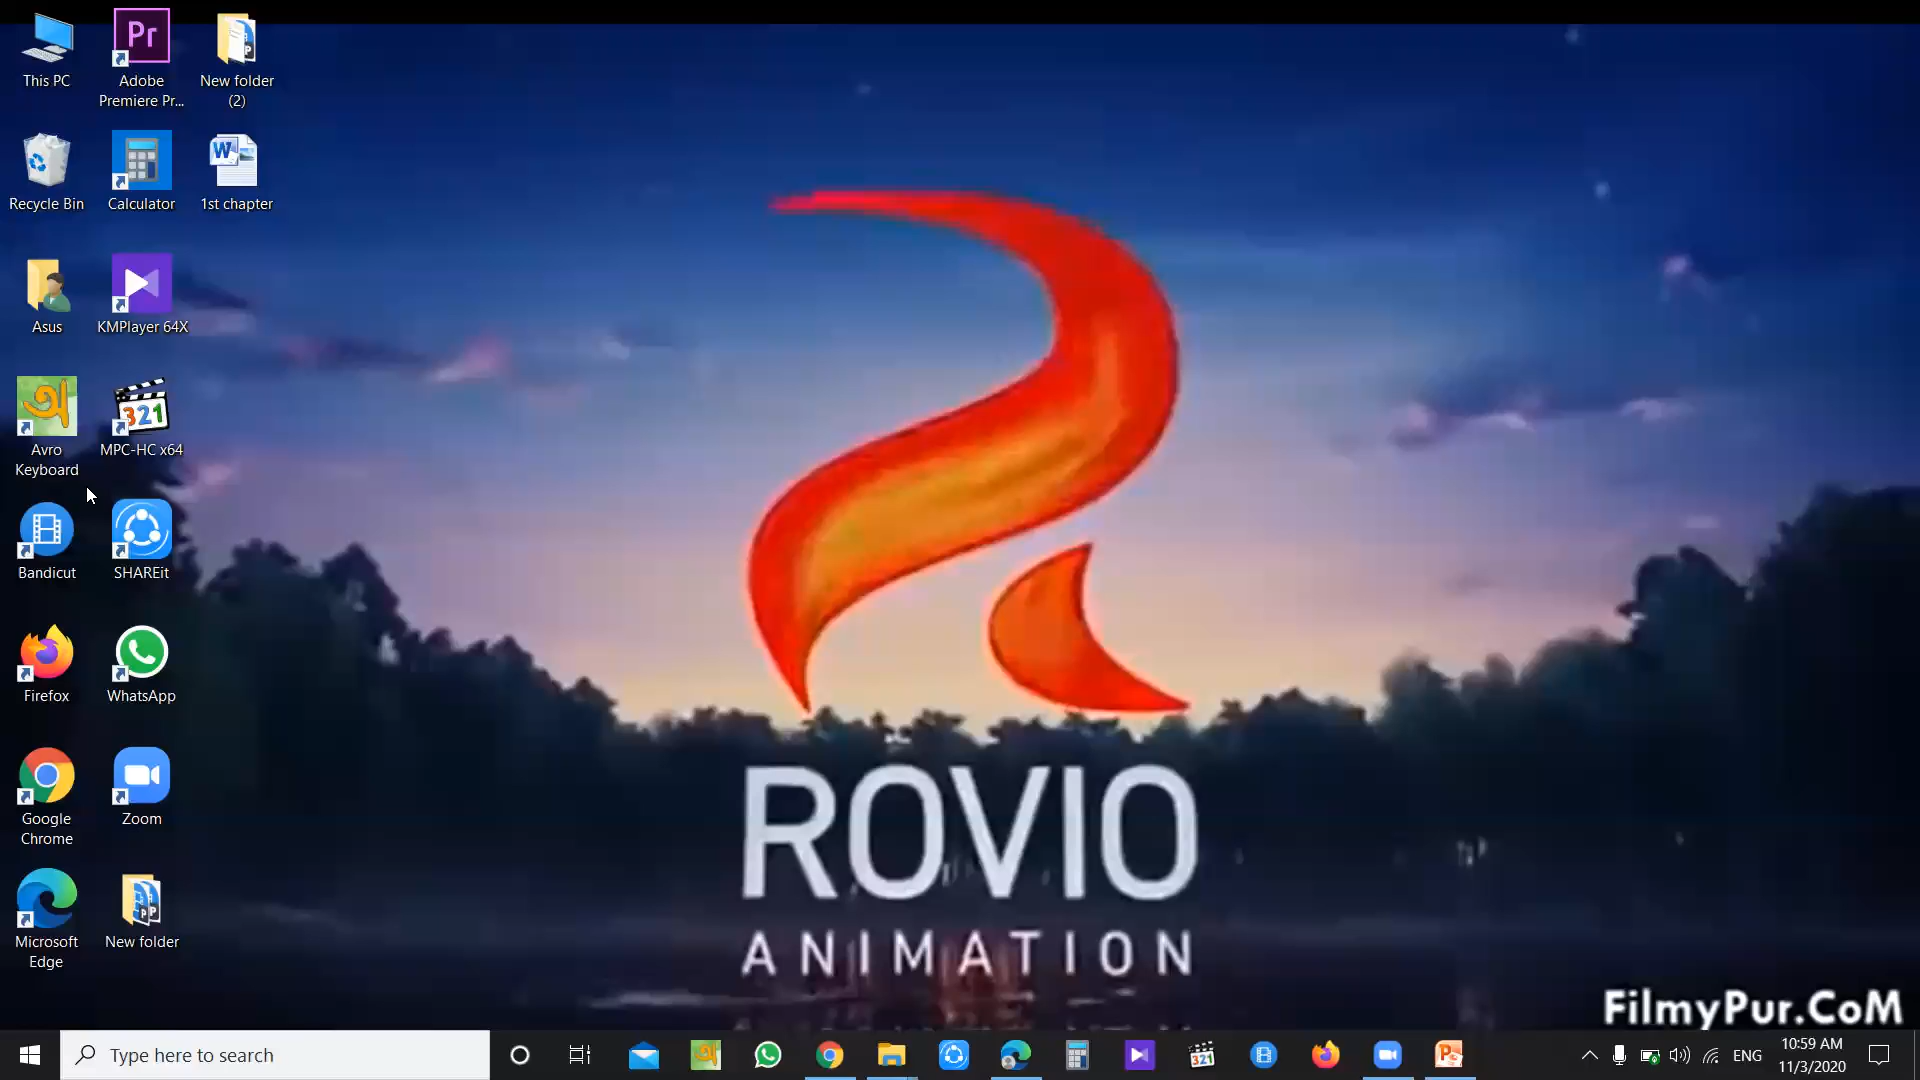 This PC
Adobe
Premiere Pr...
New folder
(2)
Recycle Bin
Calculator
1st chapter
Asus
KMPlayer 64X
Avro
Keyboard
MPC-HC x64
Bandicut
SHAREit
Firefox
WhatsApp
Google
Chrome
Zoom
Microsoft
Edge
New folder
ROVIO
ANIMATION
FilmyPur.CoM
Type here to search
ENG
10:59 AM
11/3/2020